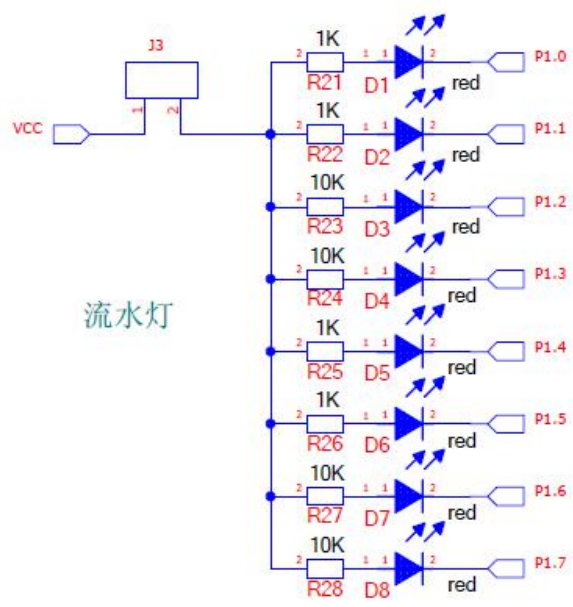 J3
1 2
VCC
流水灯
1K
2 1 1 2 P1.0
R21 D1 red
1K
2 1 1 2 P1.1
R22 D2 red
10K
2 1 1 2 P1.2
R23 D3 red
10K
2 1 1 2 P1.3
R24 D4 red
1K
2 1 1 2 P1.4
R25 D5 red
1K
2 1 1 2 P1.5
R26 D6 red
10K
2 1 1 2 P1.6
R27 D7 red
10K
2 1 1 2 P1.7
R28 D8 red